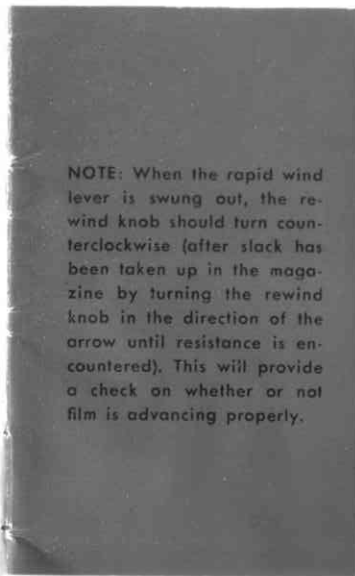 NOTE: When the rapid wind
lever is swung out, the re-
wind knob should turn coun-
terclockwise (after slack has
been taken up in the maga-
zine by turning the rewind
knob in the direction of the
arrow until resistance is en-
countered). This will provide
a check on whether or not
film is advancing properly.